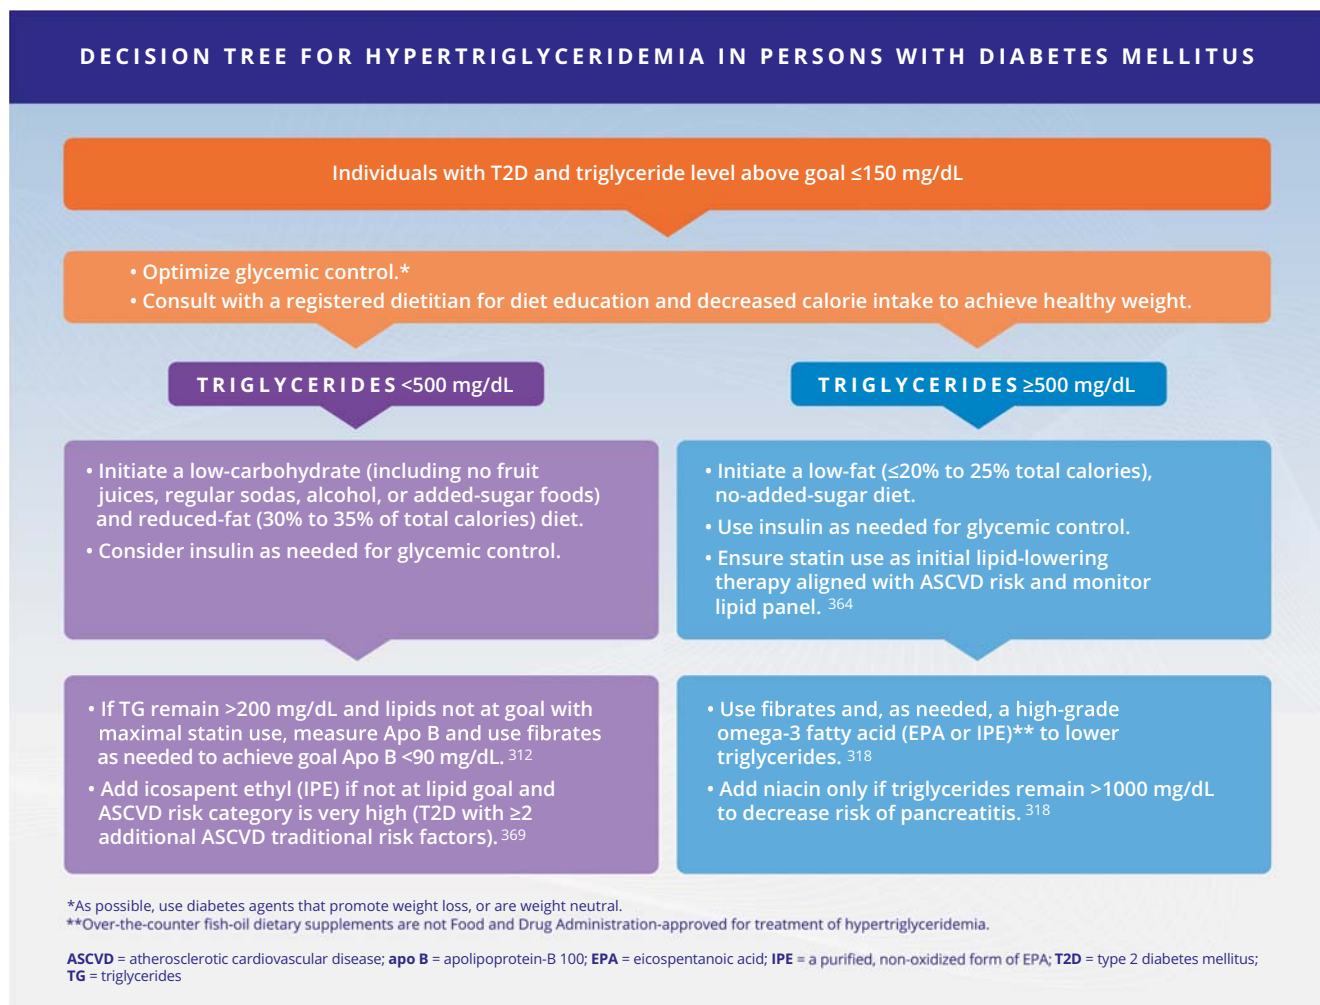 DECISION TREE FOR HYPERTRIGLYCERIDEMIA IN PERSONS WITH DIABETES MELLITUS
Individuals with T2D and triglyceride level above goal ≤150 mg/dL
• Optimize glycemic control.*
• Consult with a registered dietitian for diet education and decreased calorie intake to achieve healthy weight.
TRIGLYCERIDES <500 mg/dL
• Initiate a low-carbohydrate (including no fruit
juices, regular sodas, alcohol, or added-sugar foods)
and reduced-fat (30% to 35% of total calories) diet.
• Consider insulin as needed for glycemic control.
• If TG remain >200 mg/dL and lipids not at goal with
maximal statin use, measure Apo B and use fibrates
as needed to achieve goal Apo B <90 mg/dL. 312
• Add icosapent ethyl (IPE) if not at lipid goal and
ASCVD risk category is very high (T2D with ≥2
additional ASCVD traditional risk factors). 369
TRIGLYCERIDES ≥500 mg/dL
• Initiate a low-fat (≤20% to 25% total calories),
no-added-sugar diet.
• Use insulin as needed for glycemic control.
• Ensure statin use as initial lipid-lowering
therapy aligned with ASCVD risk and monitor
lipid panel. 364
• Use fibrates and, as needed, a high-grade
omega-3 fatty acid (EPA or IPE)** to lower
triglycerides. 318
• Add niacin only if triglycerides remain >1000 mg/dL
to decrease risk of pancreatitis. 318
*As possible, use diabetes agents that promote weight loss, or are weight neutral.
**Over-the-counter fish-oil dietary supplements are not Food and Drug Administration-approved for treatment of hypertriglyceridemia.
ASCVD = atherosclerotic cardiovascular disease; apo B = apolipoprotein-B 100; EPA = eicospentanoic acid; IPE = a purified, non-oxidized form of EPA; T2D = type 2 diabetes mellitus;
TG = triglycerides